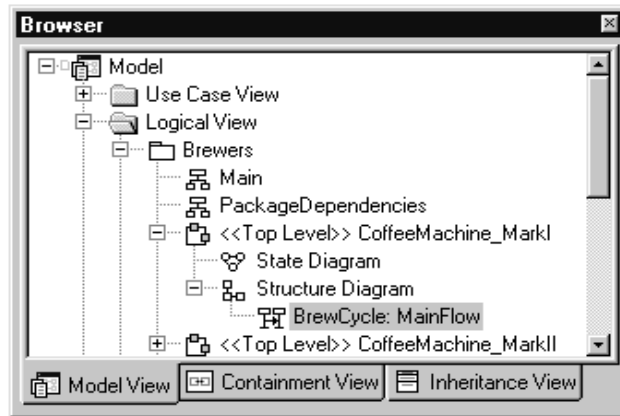 Browser
Model
Use Case View
Logical View
Brewers
Main
PackageDependencies
<<Top Level>> CoffeeMachine_MarkI
State Diagram
Structure Diagram
BrewCycle: MainFlow
<<Top Level>> CoffeeMachine_MarkII
Model View Containment View Inheritance View